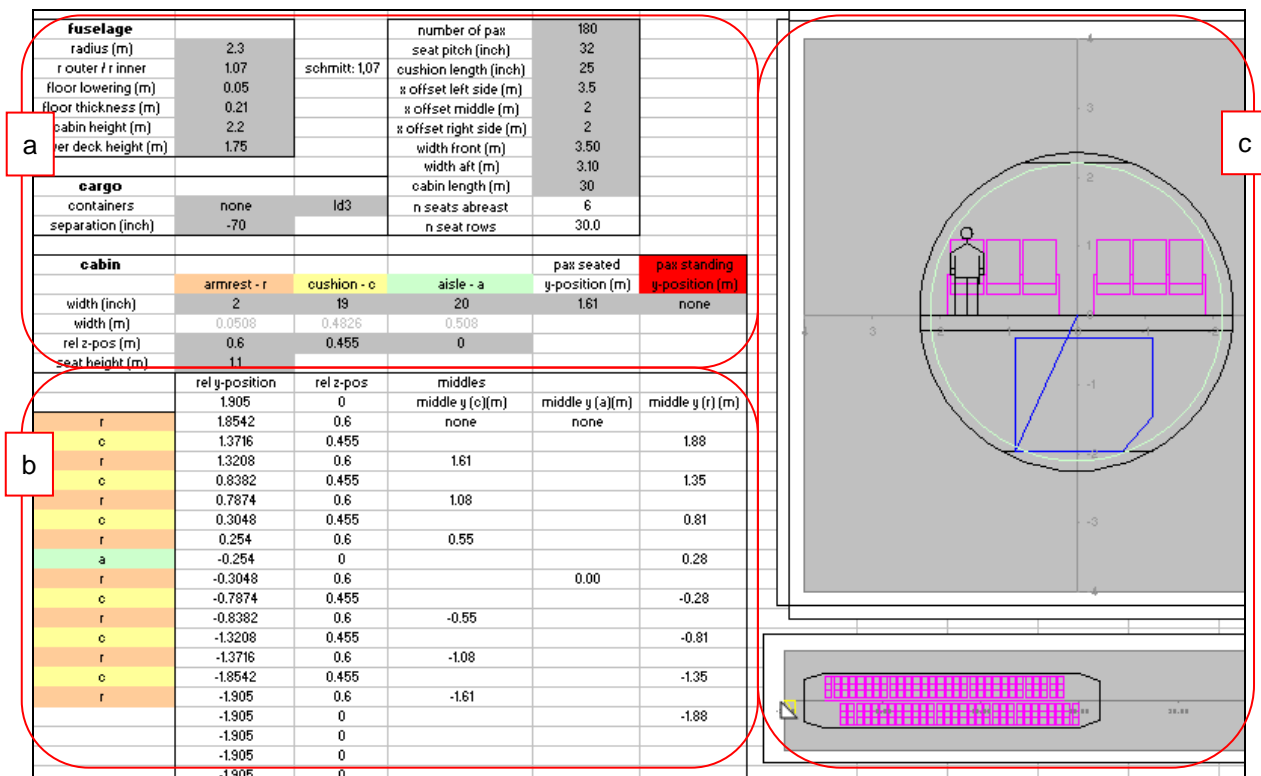 fuselage number of pax 180
radius (m) 2.3 seat pitch (inch) 32
r outer / r inner 1.07 schmitt: 1,07 cushion length (inch) 25
floor lowering (m) 0.05 x offset left side (m) 3.5
floor thickness (m) 0.21 x offset middle (m) 2
cabin height (m) 2.2 x offset right side (m) 2
a er deck height (m) 1.75 width front (m) 3.50
width aft (m) 3.10
cargo cabin length (m) 30
containers none ld3 n seats abreast 6
separation (inch) -70 n seat rows 30.0
cabin pax seated pax standing
armrest - r cushion - c aisle - a y-position (m) y-position (m)
width (inch) 2 19 20 1.61 none
width (m) 0.0508 0.4826 0.508
rel z-pos (m) 0.6 0.455 0
seat height (m) 1.1
rel y-position rel z-pos middles
1.905 0 middle y (c)(m) middle y (a)(m) middle y (r) (m)
r 1.8542 0.6 none none
c 1.3716 0.455 1.88
b
r 1.3208 0.6 1.61
c 0.8382 0.455 1.35
r 0.7874 0.6 1.08
c 0.3048 0.455 0.81
r 0.254 0.6 0.55
a -0.254 0 0.28
r -0.3048 0.6 0.00
c -0.7874 0.455 -0.28
r -0.8382 0.6 -0.55
c -1.3208 0.455 -0.81
r -1.3716 0.6 -1.08
c -1.8542 0.455 -1.35
r -1.905 0.6 -1.61
-1.905 0 -1.88
-1.905 0
-1.905 0
-1.905 0
c
4
3
2
1
4 3 1 0 -1 -2
-1
-2
-3
-4